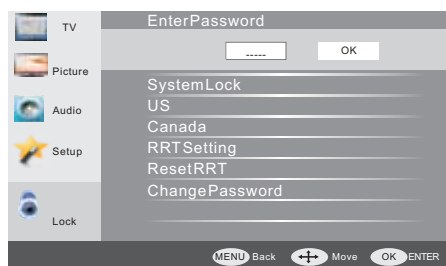 TV
Picture
Audio
Setup
Lock
EnterPassword
----- OK
SystemLock
US
Canada
RRTSetting
ResetRRT
ChangePassword
MENU Back Move OK ENTER